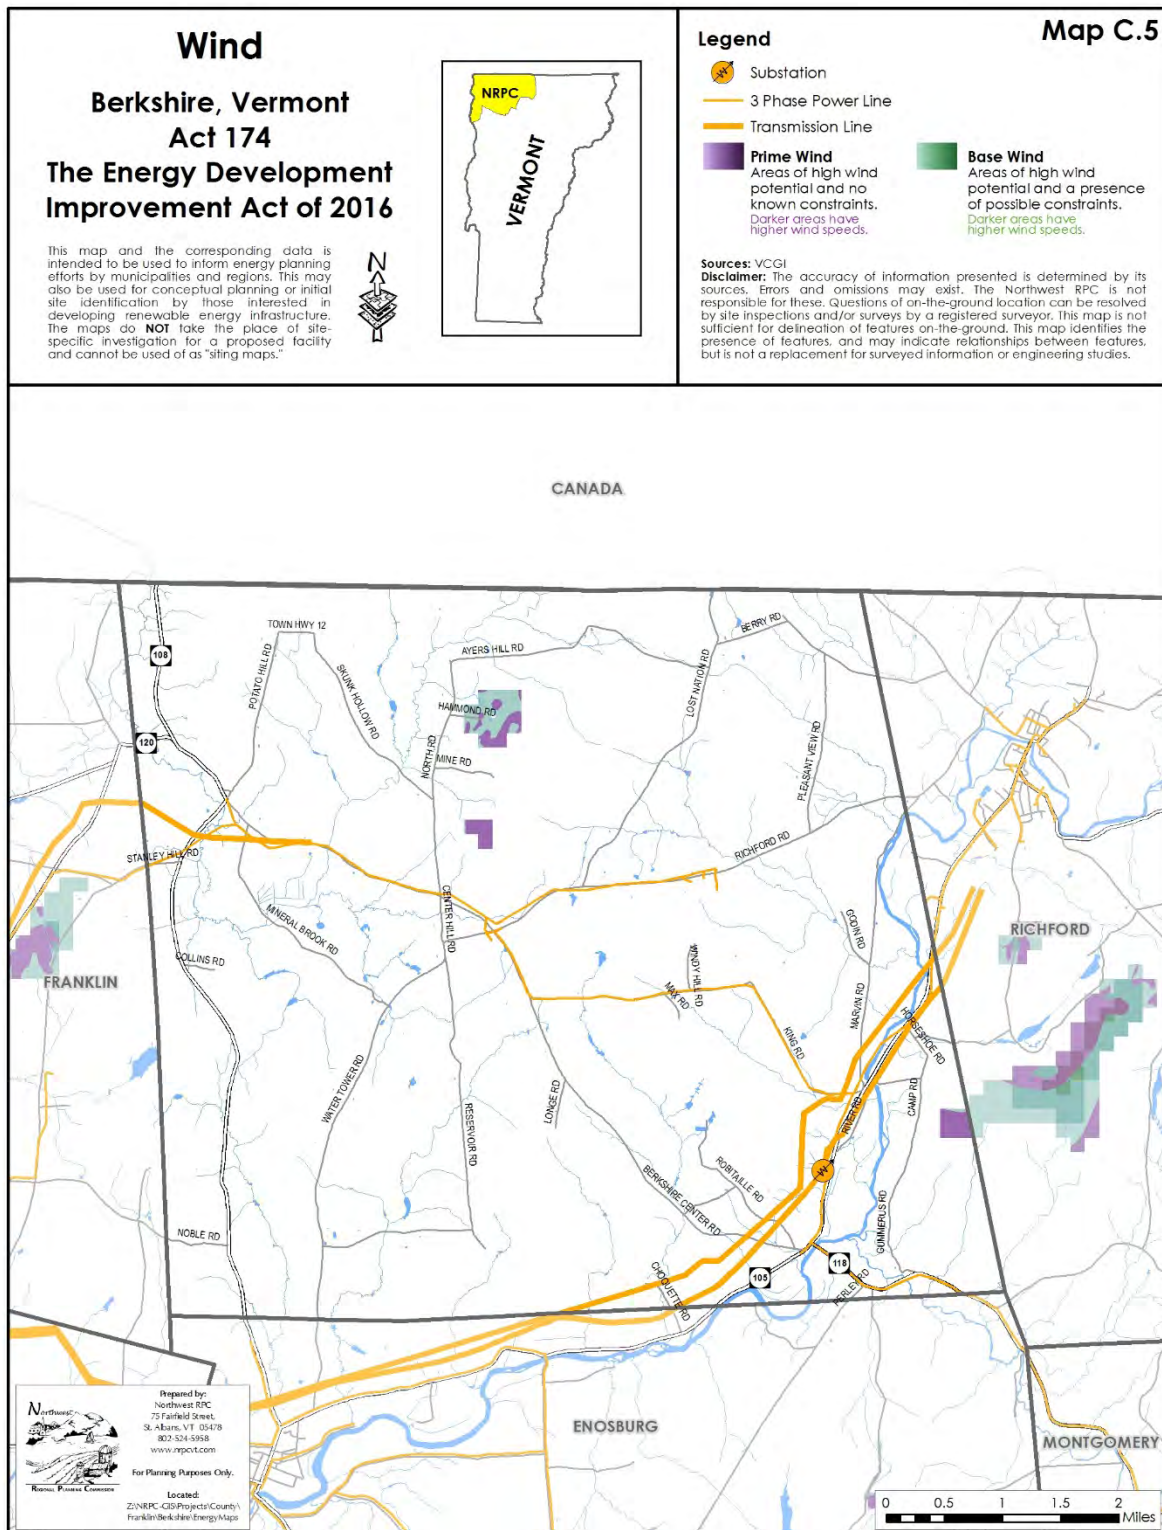 Wind
Berkshire, Vermont
Act 174
The Energy Development
Improvement Act of 2016
This map and the corresponding data is
intended to be used to inform energy planning
efforts by municipalities and regions. This may
also be used for conceptual planning or initial
site identification by those interested in
developing renewable energy infrastructure.
The maps do NOT take the place of site-
specific investigation for a proposed facility
and cannot be used of as "siting maps."
N
NRPC
VERMONT
Map C.5
Legend
Substation
3 Phase Power Line
Transmission Line
Prime Wind
Areas of high wind
potential and no
known constraints.
Darker areas have
higher wind speeds.
Base Wind
Areas of high wind
potential and a presence
of possible constraints.
Darker areas have
higher wind speeds.
Sources: VCGI
Disclaimer: The accuracy of information presented is determined by its
sources. Errors and omissions may exist. The Northwest RPC is not
responsible for these. Questions of on-the-ground location can be resolved
by site inspections and/or surveys by a registered surveyor. This map is not
sufficient for delineation of features on-the-ground. This map identifies the
presence of features, and may indicate relationships between features,
but is not a replacement for surveyed information or engineering studies.
CANADA
TOWN HWY 12
BERRY RD
108
AYERS HILL RD
POTATO HILL RD
SKUNK HOLLOW RD
LOST NATION RD
HAMMOND RD
120
NORTH RD
MINE RD
PLEASANT VIEW RD
RICHFORD RD
STANLEY HILL RD
CENTER HILL RD
MINERAL BROOK RD
GODIN RD
RICHFORD
COLLINS RD
FRANKLIN
WINDY HILL RD
MAX RD
MARVIN RD
KING RD
HORSESHOE RD
WATER TOWER RD
LONGE RD
RESERVOIR RD
RIVER RD
CAMP RD
W
ROBITAILLE RD
BERKSHIRE CENTER RD
NOBLE RD
GUMMERUS RD
CHOQUETTE RD
105
118
PERLEY RD
ENOSBURG
MONTGOMERY
Northwest
REGIONAL PLANNING COMMISSION
Prepared by:
Northwest RPC
75 Fairfield Street,
St. Albans, VT 05478
802-524-5958
www.nrpcvt.com
For Planning Purposes Only.
Located:
Z:\NRPC-GIS\Projects\County\
Franklin\Berkshire\EnergyMaps
0 0.5 1 1.5 2
Miles